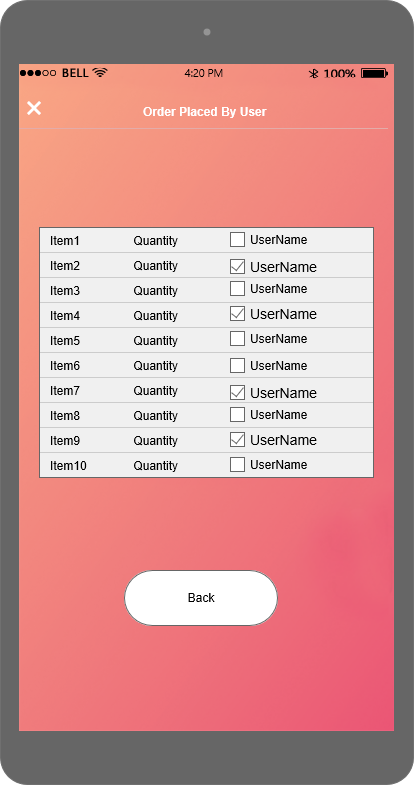 BELL 4:20 PM 100%
Order Placed By User
Item1 Quantity UserName
Item2 Quantity UserName
Item3 Quantity UserName
Item4 Quantity UserName
Item5 Quantity UserName
Item6 Quantity UserName
Item7 Quantity UserName
Item8 Quantity UserName
Item9 Quantity UserName
Item10 Quantity UserName
Back